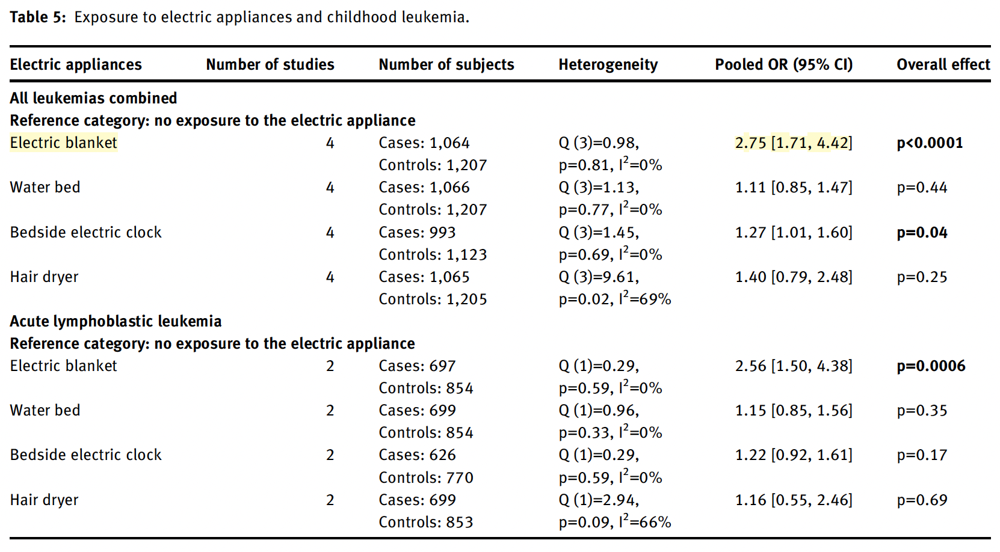 Table 5: Exposure to electric appliances and childhood leukemia.
Electric appliances Number of studies Number of subjects Heterogeneity Pooled OR (95% CI) Overall effect
All leukemias combined
Reference category: no exposure to the electric appliance
Electric blanket 4 Cases: 1,064 Q (3)=0.98, 2.75 [1.71, 4.42] p<0.0001
Controls: 1,207 p=0.81, I²=0%
Water bed 4 Cases: 1,066 Q (3)=1.13, 1.11 [0.85, 1.47] p=0.44
Controls: 1,207 p=0.77, I²=0%
Bedside electric clock 4 Cases: 993 Q (3)=1.45, 1.27 [1.01, 1.60] p=0.04
Controls: 1,123 p=0.69, I²=0%
Hair dryer 4 Cases: 1,065 Q (3)=9.61, 1.40 [0.79, 2.48] p=0.25
Controls: 1,205 p=0.02, I²=69%
Acute lymphoblastic leukemia
Reference category: no exposure to the electric appliance
Electric blanket 2 Cases: 697 Q (1)=0.29, 2.56 [1.50, 4.38] p=0.0006
Controls: 854 p=0.59, I²=0%
Water bed 2 Cases: 699 Q (1)=0.96, 1.15 [0.85, 1.56] p=0.35
Controls: 854 p=0.33, I²=0%
Bedside electric clock 2 Cases: 626 Q (1)=0.29, 1.22 [0.92, 1.61] p=0.17
Controls: 770 p=0.59, I²=0%
Hair dryer 2 Cases: 699 Q (1)=2.94, 1.16 [0.55, 2.46] p=0.69
Controls: 853 p=0.09, I²=66%